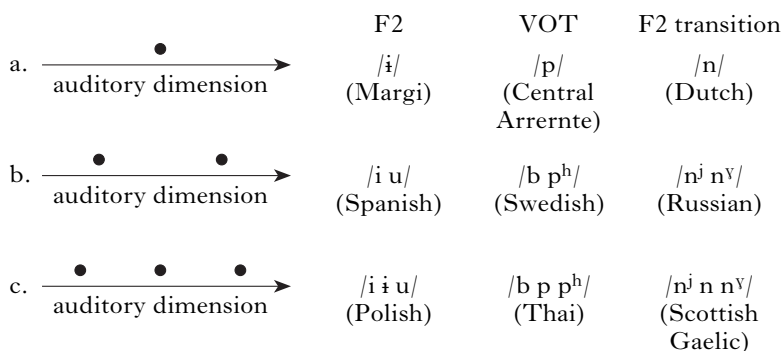 F2 VOT F2 transition
a. auditory dimension /ɨ/ /p/ /n/
(Margi) (Central Arrernte) (Dutch)
b. auditory dimension /i u/ /b pʰ/ /nʲ nˠ/
(Spanish) (Swedish) (Russian)
c. auditory dimension /i ɨ u/ /b p pʰ/ /nʲ n nˠ/
(Polish) (Thai) (Scottish Gaelic)